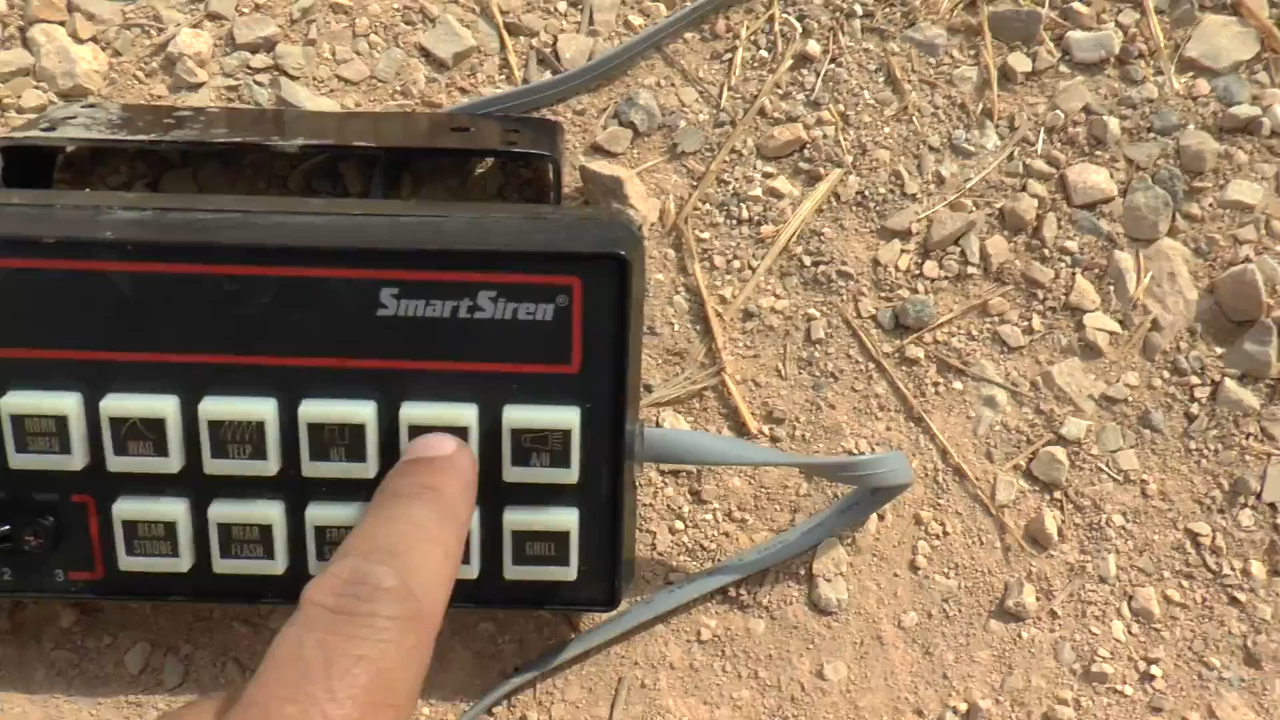 SmartSiren®
HORN
SIREN
WAIL
YELP
H/L
A/H
REAR
STROBE
REAR
FLASH.
GRILL
2
3